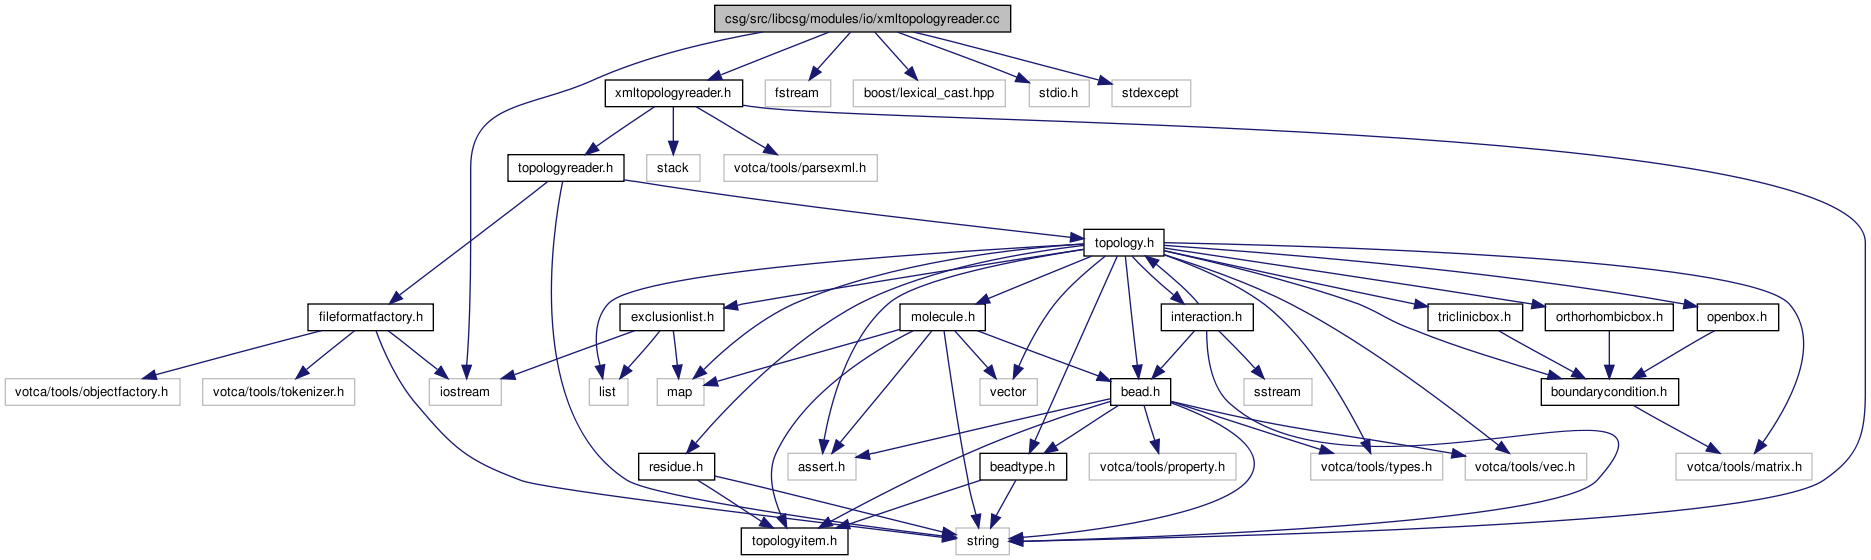 csg/src/libcsg/modules/io/xmltopologyreader.cc
xmltopologyreader.h
fstream
boost/lexical_cast.hpp
stdio.h
stdexcept
topologyreader.h
stack
votca/tools/parsexml.h
topology.h
fileformatfactory.h
exclusionlist.h
molecule.h
interaction.h
triclinicbox.h
orthorhombicbox.h
openbox.h
votca/tools/objectfactory.h
votca/tools/tokenizer.h
iostream
list
map
vector
bead.h
sstream
boundarycondition.h
residue.h
assert.h
beadtype.h
votca/tools/property.h
votca/tools/types.h
votca/tools/vec.h
votca/tools/matrix.h
topologyitem.h
string